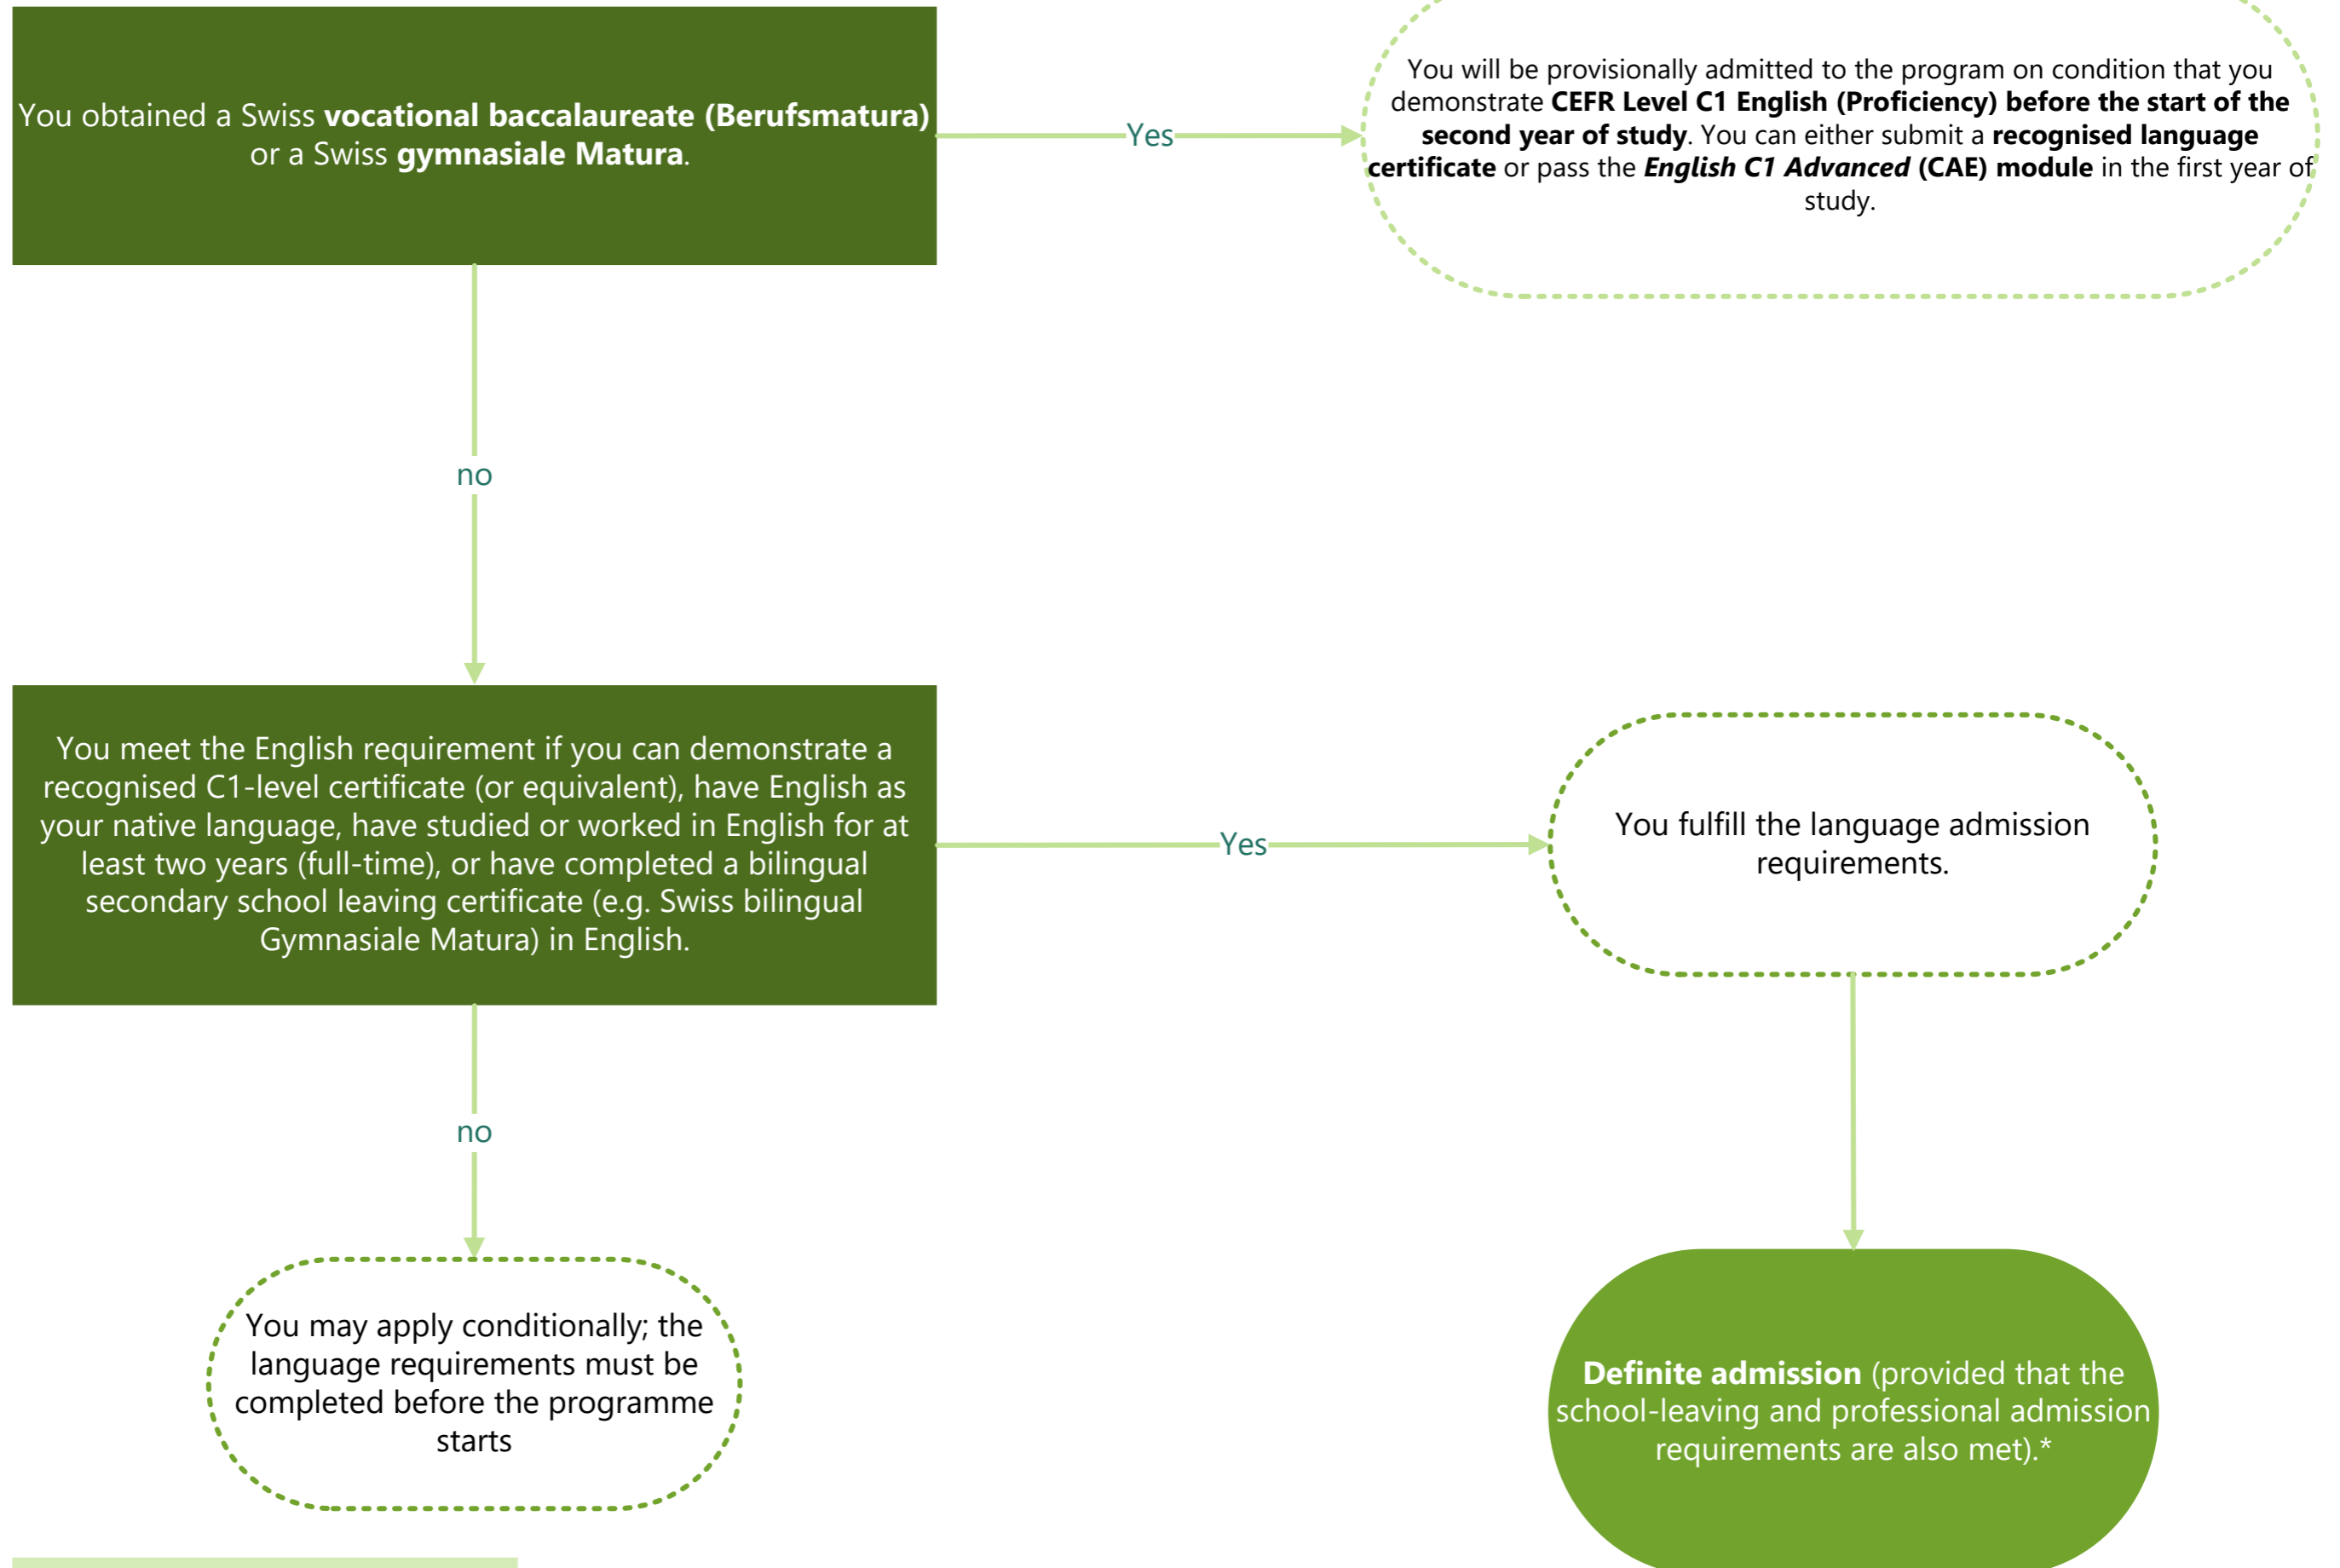 You obtained a Swiss vocational baccalaureate (Berufsmatura)
or a Swiss gymnasiale Matura.
Yes
You will be provisionally admitted to the program on condition that you
demonstrate CEFR Level C1 English (Proficiency) before the start of the
second year of study. You can either submit a recognised language
certificate or pass the English C1 Advanced (CAE) module in the first year of
study.
no
You meet the English requirement if you can demonstrate a
recognised C1-level certificate (or equivalent), have English as
your native language, have studied or worked in English for at
least two years (full-time), or have completed a bilingual
secondary school leaving certificate (e.g. Swiss bilingual
Gymnasiale Matura) in English.
Yes
You fulfill the language admission
requirements.
no
You may apply conditionally; the
language requirements must be
completed before the programme
starts
Definite admission (provided that the
school-leaving and professional admission
requirements are also met).*